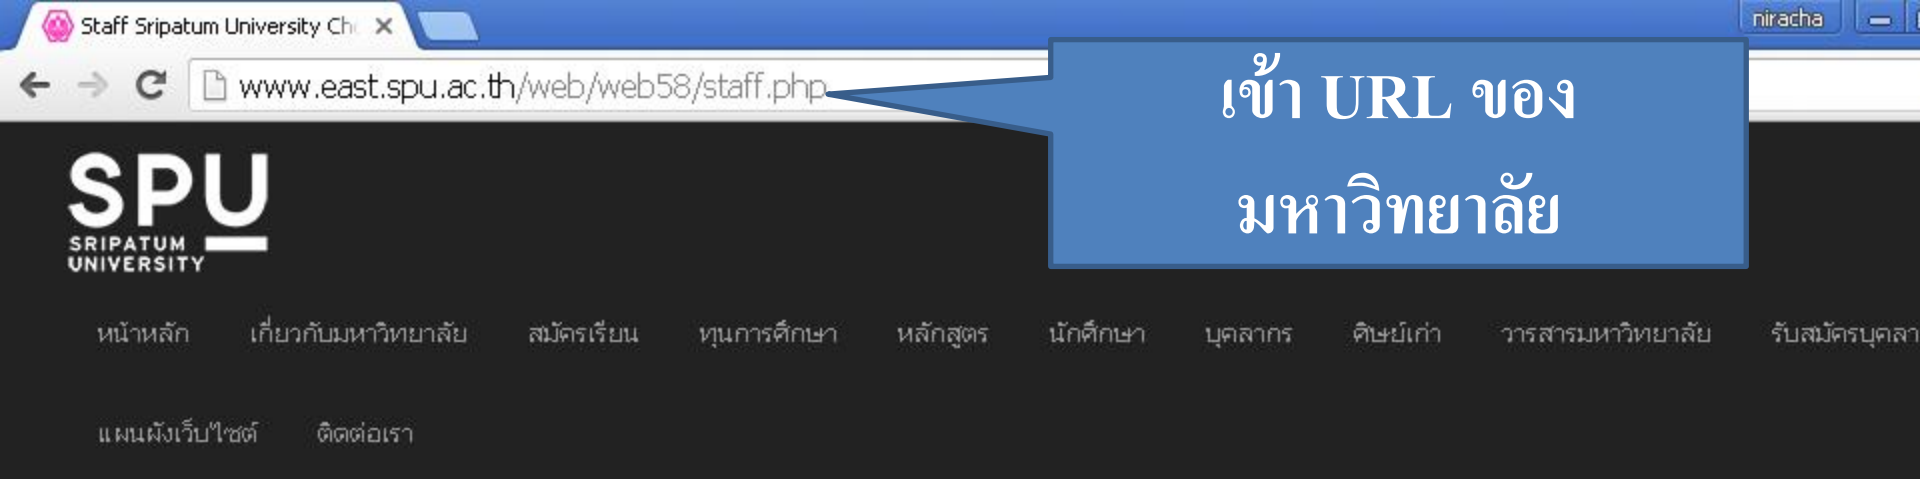 Staff Sripatum University Ch
niracha
www.east.spu.ac.th/web/web58/staff.php
เข้า URL ของ
มหาวิทยาลัย
SPU
SRIPATUM
UNIVERSITY
หน้าหลัก เกี่ยวกับมหาวิทยาลัย สมัครเรียน ทุนการศึกษา หลักสูตร นักศึกษา บุคลากร ศิษย์เก่า วารสารมหาวิทยาลัย รับสมัครบุคลา
แผนผังเว็บไซต์ ติดต่อเรา